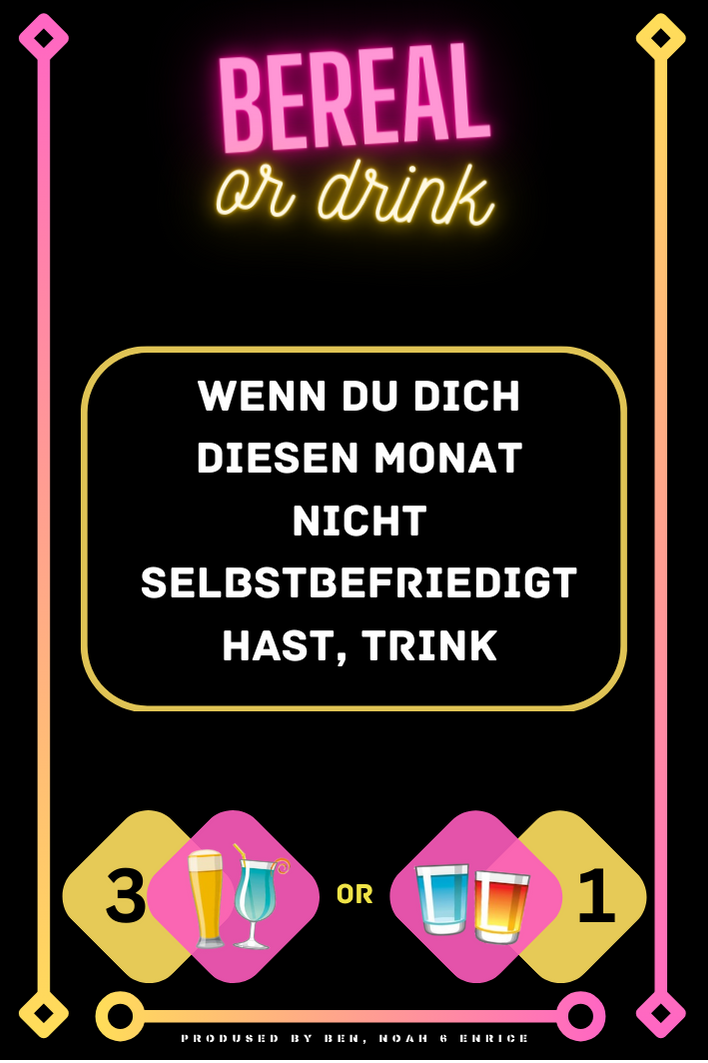 BEREAL
or drink
WENN DU DICH
DIESEN MONAT
NICHT
SELBSTBEFRIEDIGT
HAST, TRINK
3 OR 1
PRODUSED BY BEN, NOAH & ENRICE